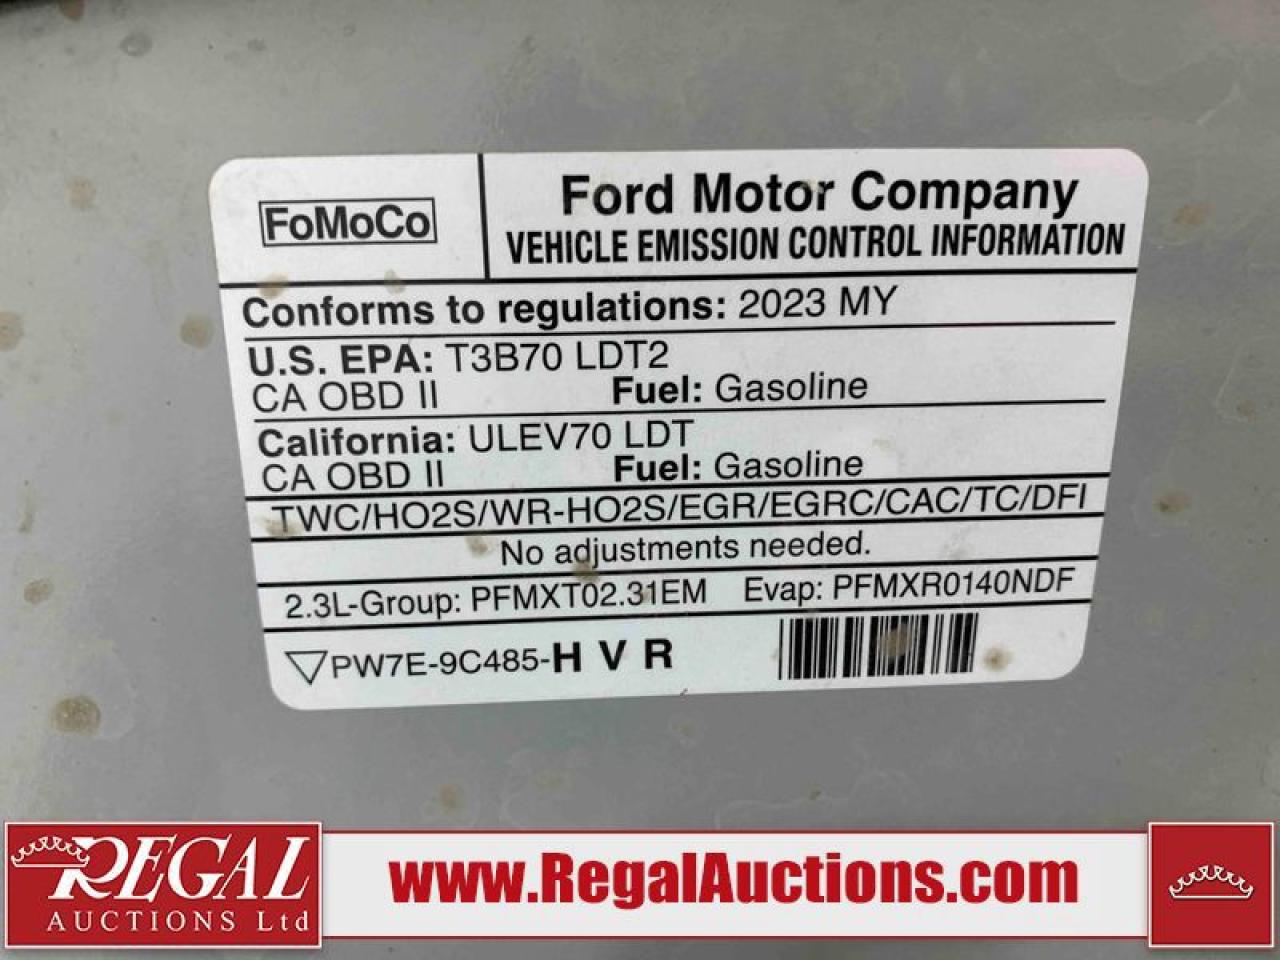 FoMoCo
Ford Motor Company
VEHICLE EMISSION CONTROL INFORMATION
Conforms to regulations: 2023 MY
U.S. EPA: T3B70 LDT2
CA OBD II Fuel: Gasoline
California: ULEV70 LDT
CA OBD II Fuel: Gasoline
TWC/HO2S/WR-HO2S/EGR/EGRC/CAC/TC/DFI
No adjustments needed.
2.3L-Group: PFMXT02.31EM Evap: PFMXR0140NDF
PW7E-9C485-H V R
REGAL
AUCTIONS Ltd
www.RegalAuctions.com